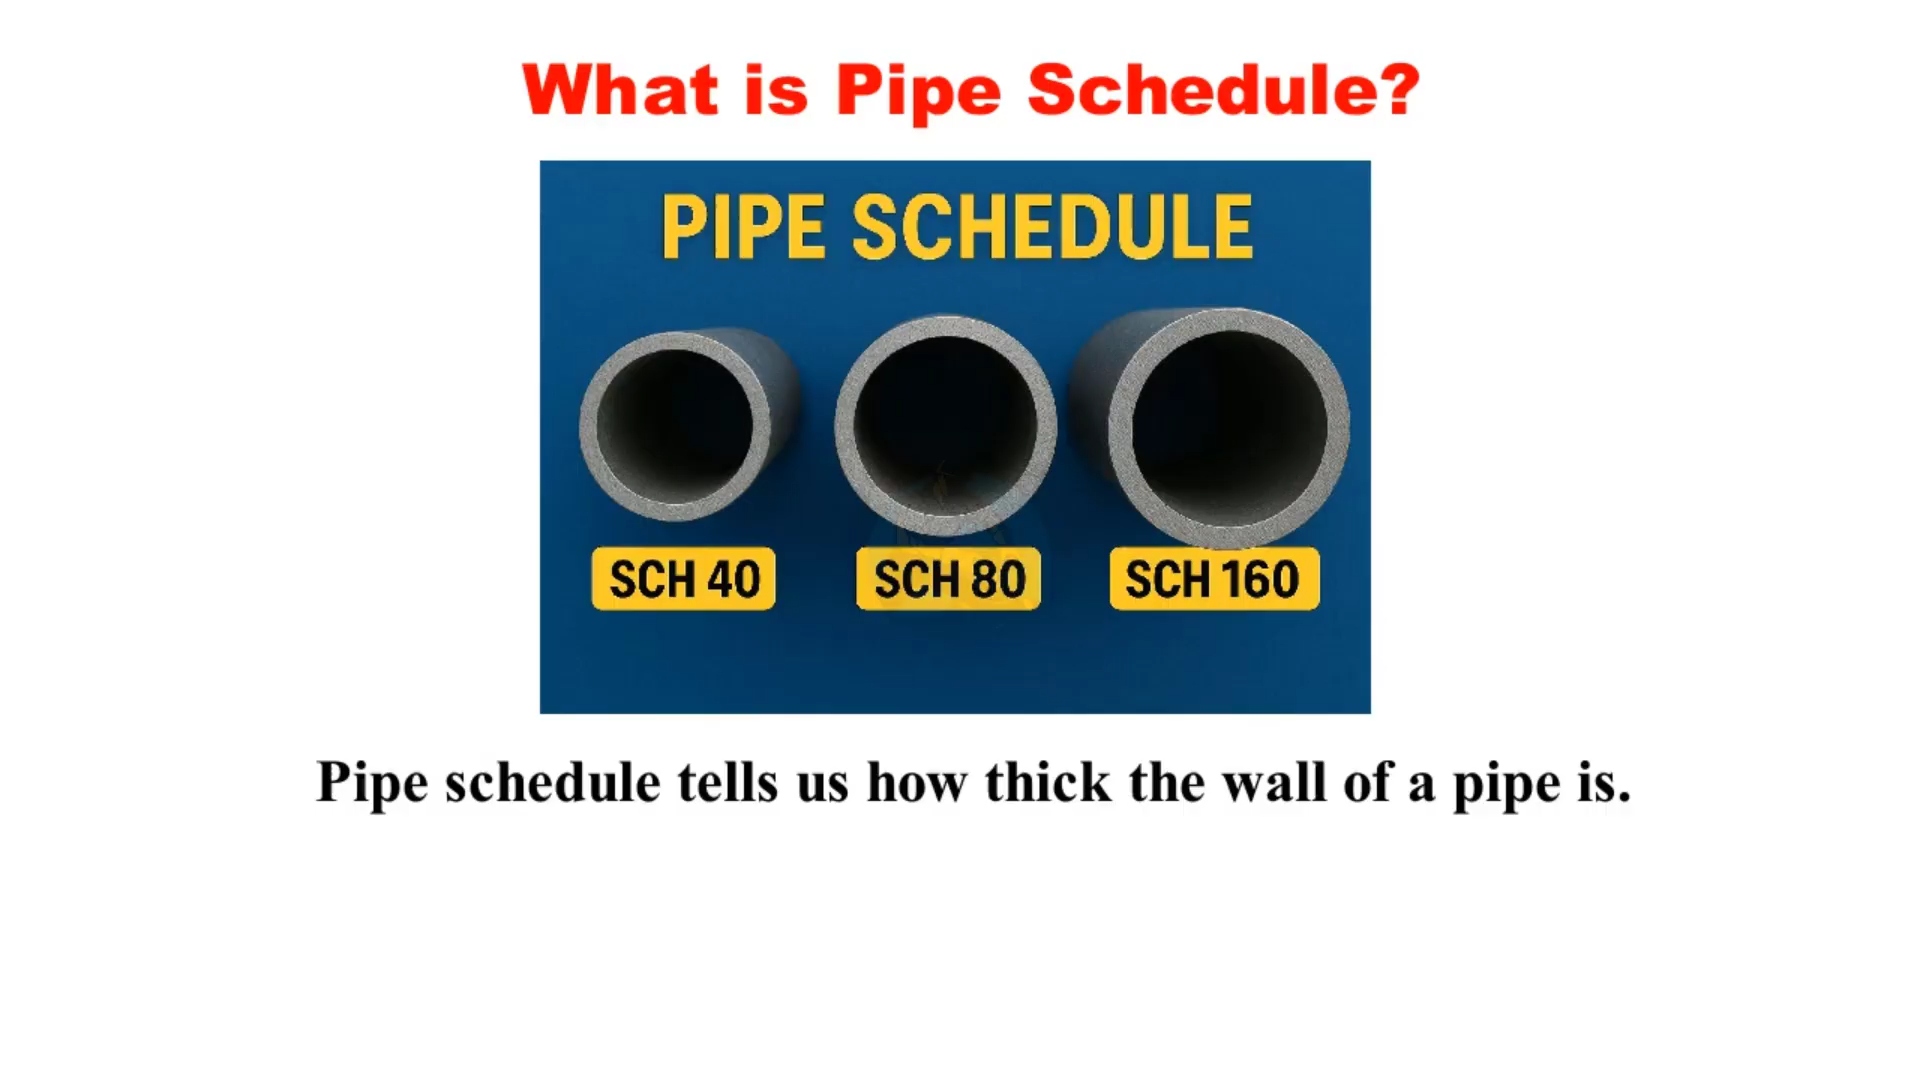 What is Pipe Schedule?
PIPE SCHEDULE
SCH 40
SCH 80
SCH 160
Pipe schedule tells us how thick the wall of a pipe is.